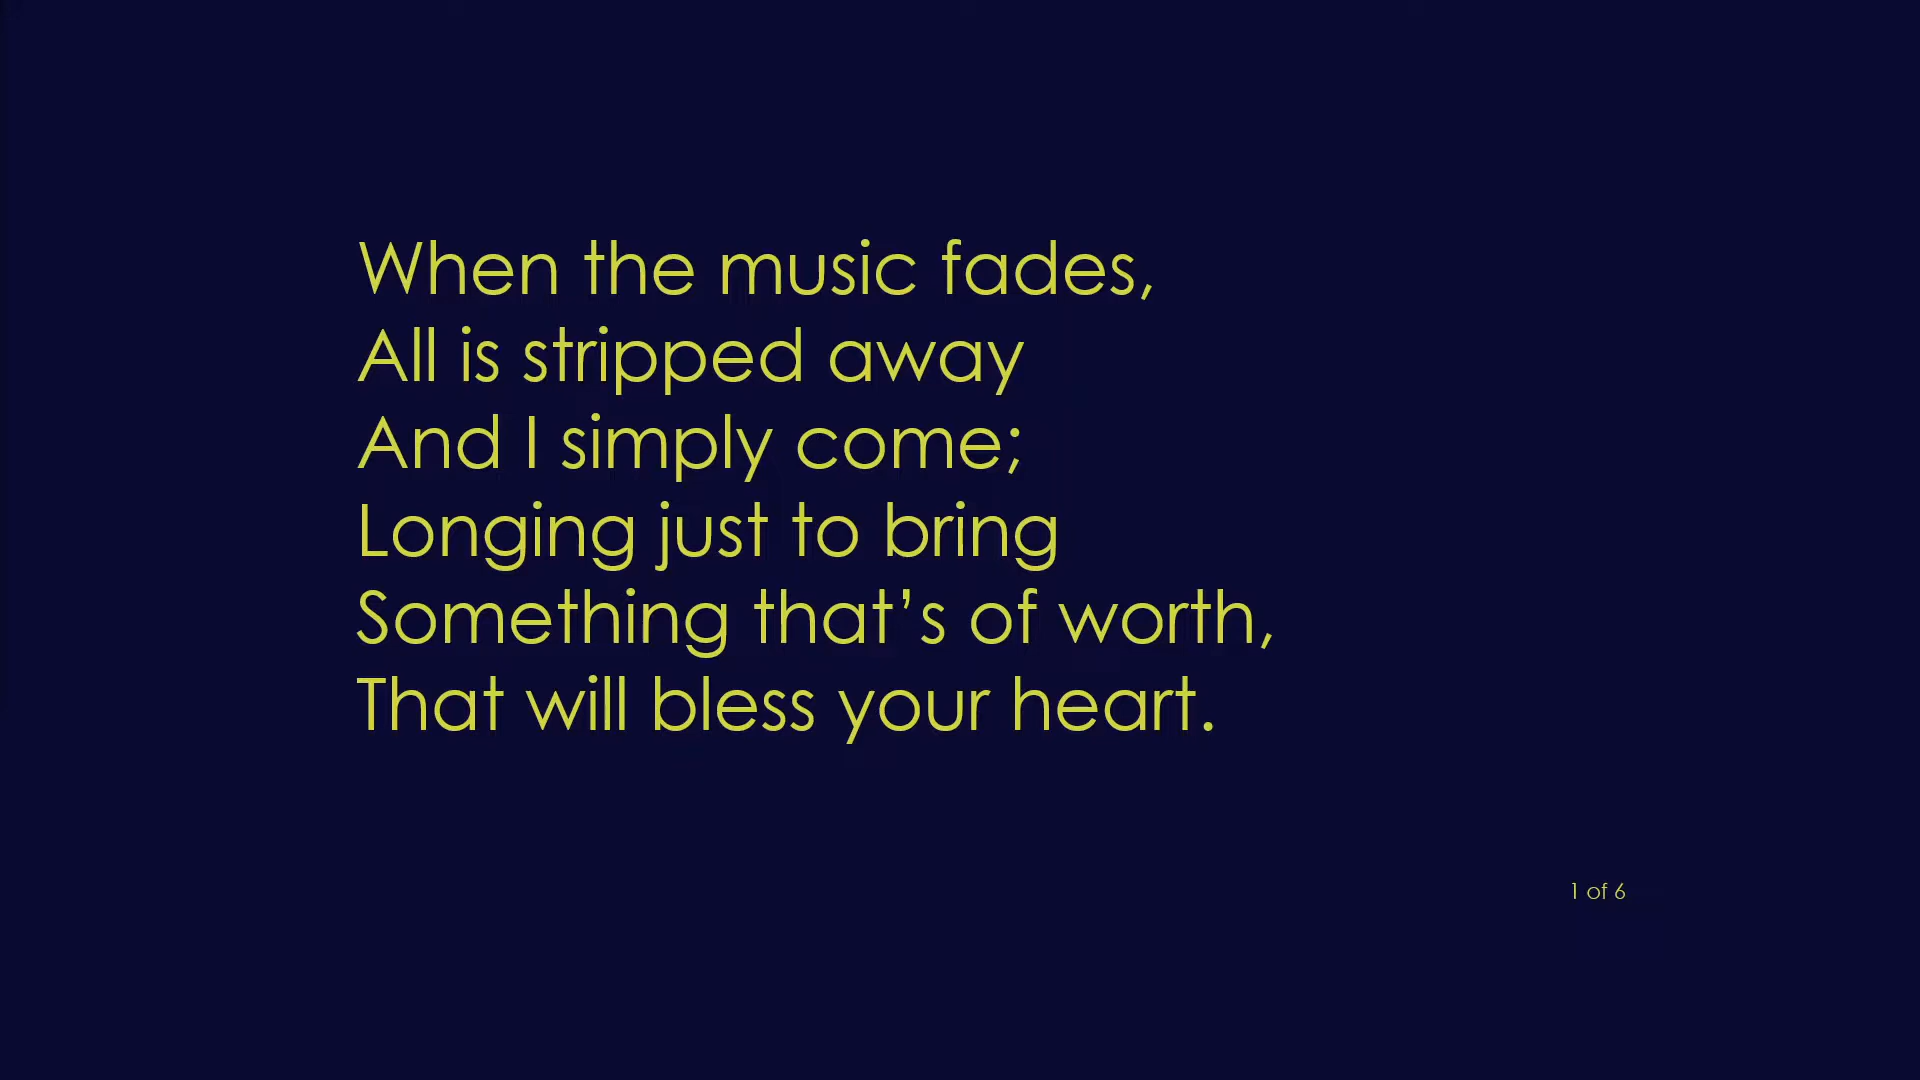 When the music fades,
All is stripped away
And I simply come;
Longing just to bring
Something that’s of worth,
That will bless your heart.
1 of 6